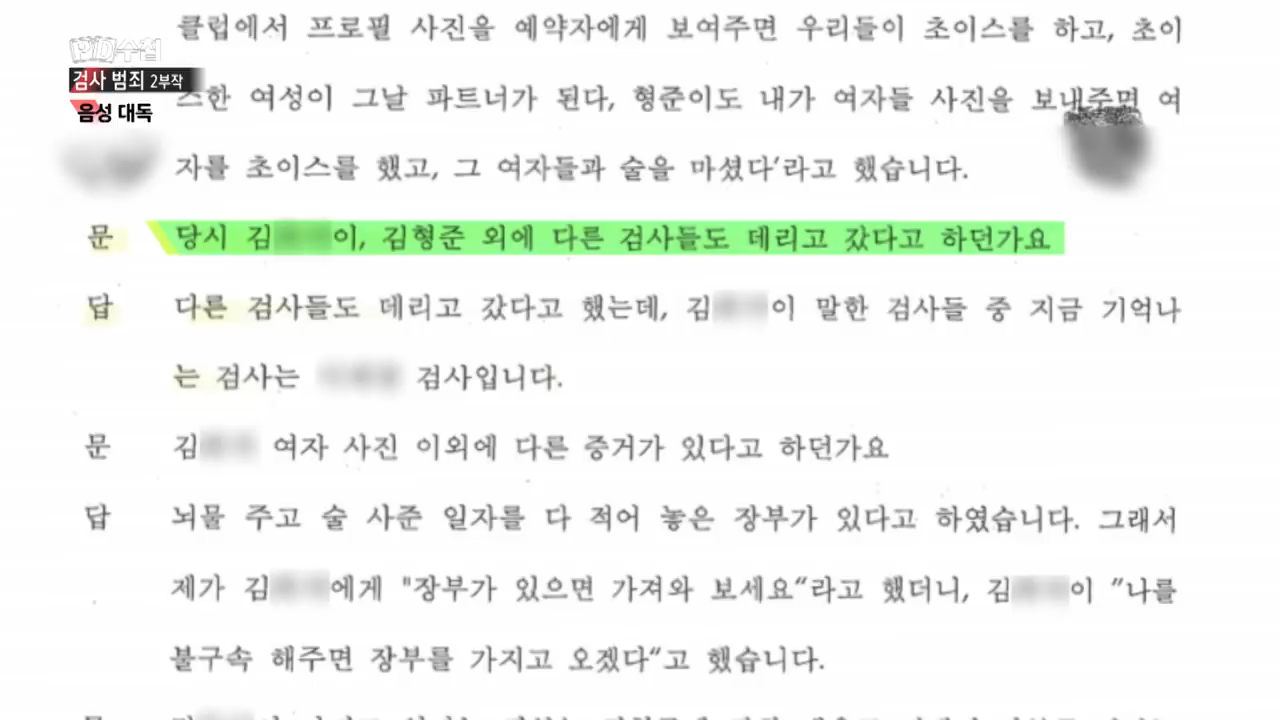 PD수첩
검사 범죄 2부작
음성 대독
클럽에서 프로필 사진을 예약자에게 보여주면 우리들이 초이스를 하고, 초이
스한 여성이 그날 파트너가 된다, 형준이도 내가 여자들 사진을 보내주면 여
자를 초이스를 했고, 그 여자들과 술을 마셨다'라고 했습니다.
문 당시 김 이, 김형준 외에 다른 검사들도 데리고 갔다고 하던가요
답 다른 검사들도 데리고 갔다고 했는데, 김 이 말한 검사들 중 지금 기억나
는 검사는 검사입니다.
문 김 여자 사진 이외에 다른 증거가 있다고 하던가요
답 뇌물 주고 술 사준 일자를 다 적어 놓은 장부가 있다고 하였습니다. 그래서
제가 김 에게 "장부가 있으면 가져와 보세요“라고 했더니, 김 이 ”나를
불구속 해주면 장부를 가지고 오겠다“고 했습니다.